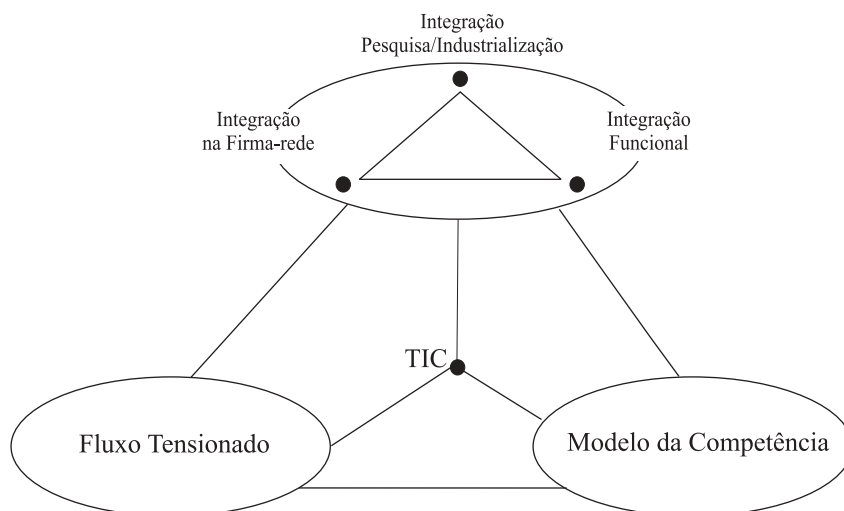 Integração
Pesquisa/Industrialização
Integração
na Firma-rede
Integração
Funcional
TIC
Fluxo Tensionado
Modelo da Competência